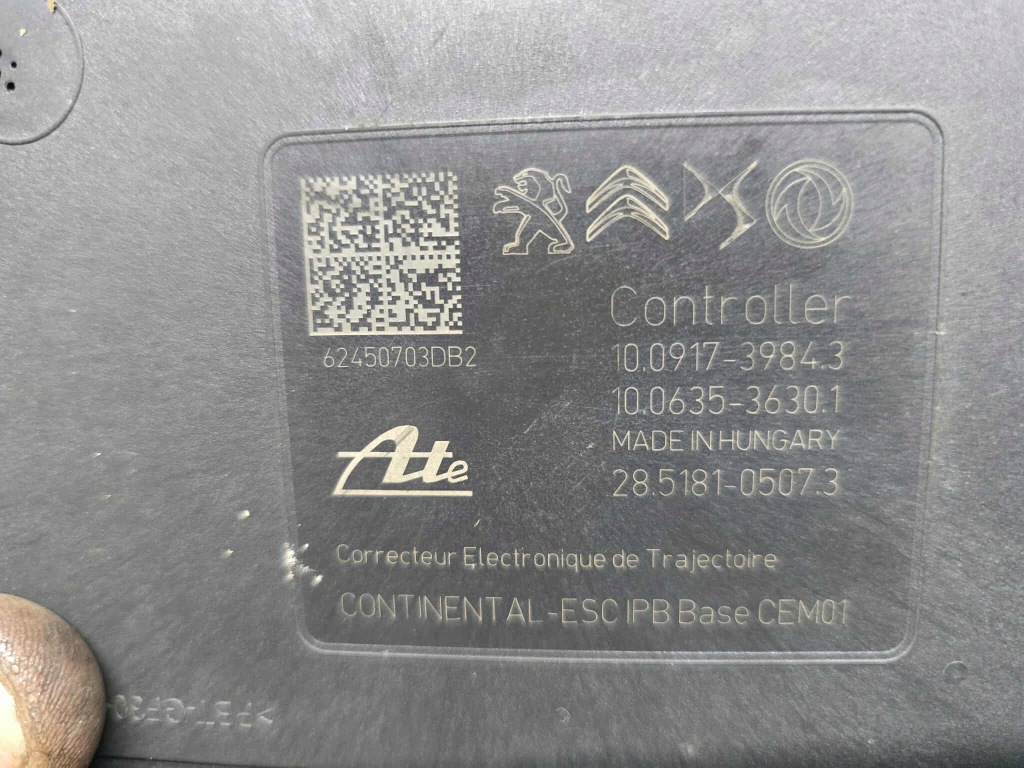 Controller
10.0917-3984.3
62450703DB2
10.0635-3630.1
MADE IN HUNGARY
Ate
28.5181-0507.3
Correcteur Electronique de Trajectoire
CONTINENTAL-ESC IPB Base CEM01